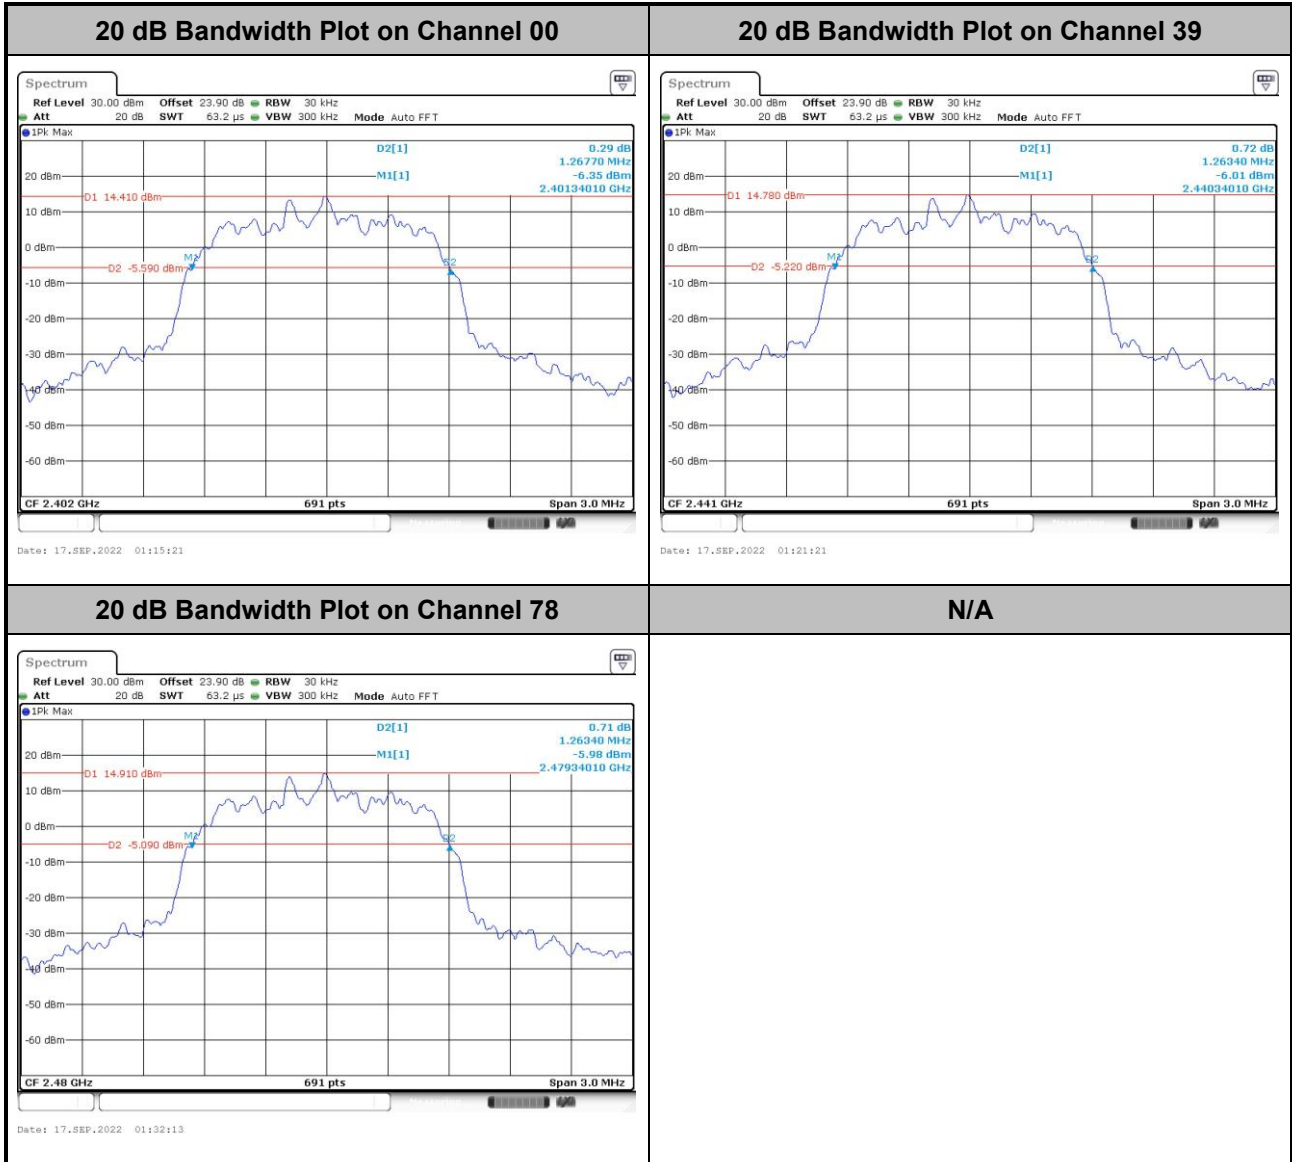 20 dB Bandwidth Plot on Channel 00
Spectrum
Ref Level 30.00 dBm Offset 23.90 dB RBW 30 kHz
Att 20 dB SWT 63.2 µs VBW 300 kHz Mode Auto FFT
1Pk Max
D2[1] 0.29 dB
1.26770 MHz
M1[1] -6.35 dBm
2.40134010 GHz
20 dBm
D1 14.410 dBm
10 dBm
0 dBm
M1
D2 -5.590 dBm
D2
-10 dBm
-20 dBm
-30 dBm
-40 dBm
-50 dBm
-60 dBm
CF 2.402 GHz 691 pts Span 3.0 MHz
Date: 17.SEP.2022 01:15:21
20 dB Bandwidth Plot on Channel 39
Spectrum
Ref Level 30.00 dBm Offset 23.90 dB RBW 30 kHz
Att 20 dB SWT 63.2 µs VBW 300 kHz Mode Auto FFT
1Pk Max
D2[1] 0.72 dB
1.26340 MHz
M1[1] -6.01 dBm
2.44034010 GHz
20 dBm
D1 14.780 dBm
10 dBm
0 dBm
M1
D2 -5.220 dBm
D2
-10 dBm
-20 dBm
-30 dBm
-40 dBm
-50 dBm
-60 dBm
CF 2.441 GHz 691 pts Span 3.0 MHz
Date: 17.SEP.2022 01:21:21
20 dB Bandwidth Plot on Channel 78
Spectrum
Ref Level 30.00 dBm Offset 23.90 dB RBW 30 kHz
Att 20 dB SWT 63.2 µs VBW 300 kHz Mode Auto FFT
1Pk Max
D2[1] 0.71 dB
1.26340 MHz
M1[1] -5.98 dBm
2.47934010 GHz
20 dBm
D1 14.910 dBm
10 dBm
0 dBm
M1
D2 -5.090 dBm
D2
-10 dBm
-20 dBm
-30 dBm
-40 dBm
-50 dBm
-60 dBm
CF 2.48 GHz 691 pts Span 3.0 MHz
Date: 17.SEP.2022 01:32:13
N/A